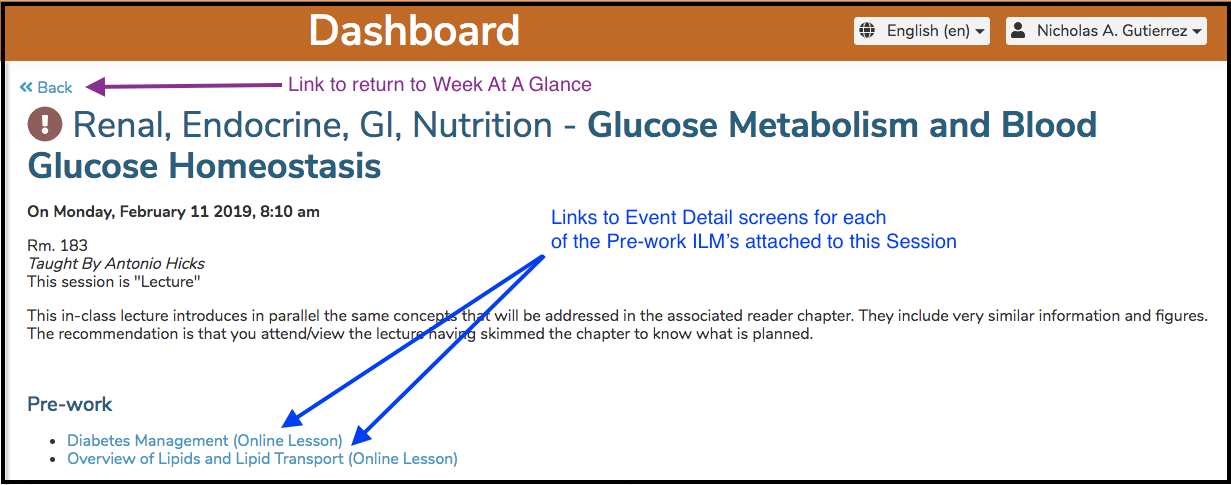 Dashboard
English (en)
Nicholas A. Gutierrez
« Back
Link to return to Week At A Glance
Renal, Endocrine, GI, Nutrition - Glucose Metabolism and Blood
Glucose Homeostasis
On Monday, February 11 2019, 8:10 am
Links to Event Detail screens for each
of the Pre-work ILM's attached to this Session
Rm. 183
Taught By Antonio Hicks
This session is "Lecture"
This in-class lecture introduces in parallel the same concepts that will be addressed in the associated reader chapter. They include very similar information and figures.
The recommendation is that you attend/view the lecture having skimmed the chapter to know what is planned.
Pre-work
• Diabetes Management (Online Lesson)
• Overview of Lipids and Lipid Transport (Online Lesson)